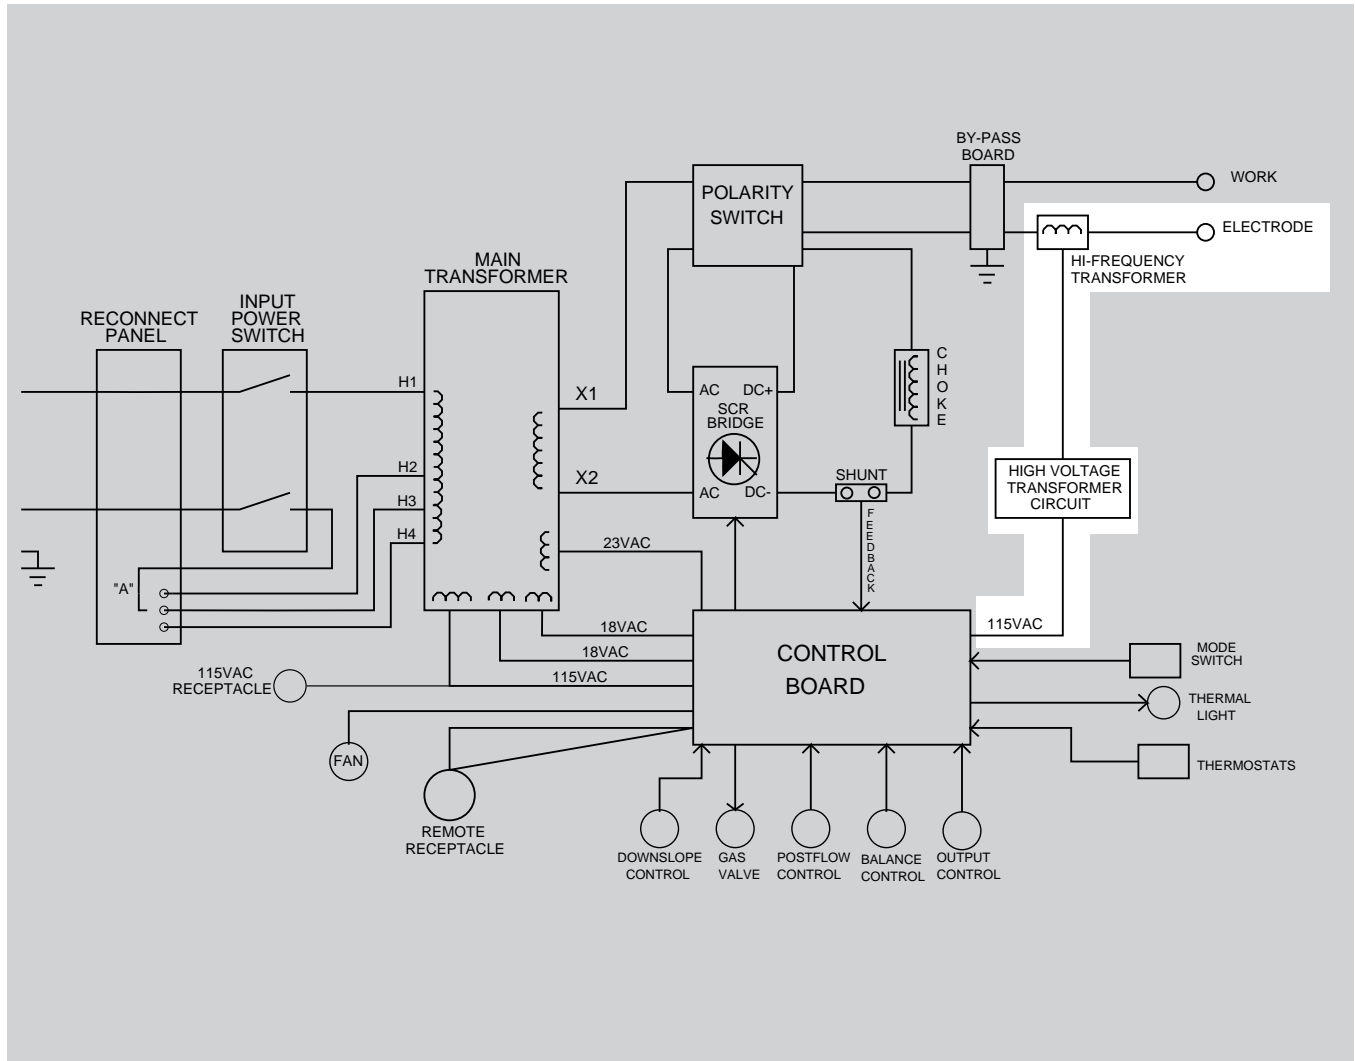 BY-PASS
BOARD
WORK
POLARITY
SWITCH
ELECTRODE
HI-FREQUENCY
TRANSFORMER
MAIN
TRANSFORMER
INPUT
POWER
SWITCH
RECONNECT
PANEL
CHOKE
H1
X1
AC DC+
SCR
BRIDGE
H2
X2
AC DC-
SHUNT
HIGH VOLTAGE
TRANSFORMER
CIRCUIT
H3
H4
FEEDBACK
23VAC
"A"
18VAC
115VAC
18VAC
115VAC
CONTROL
BOARD
MODE
SWITCH
115VAC
RECEPTACLE
THERMAL
LIGHT
FAN
THERMOSTATS
REMOTE
RECEPTACLE
DOWNSLOPE
CONTROL
GAS
VALVE
POSTFLOW
CONTROL
BALANCE
CONTROL
OUTPUT
CONTROL